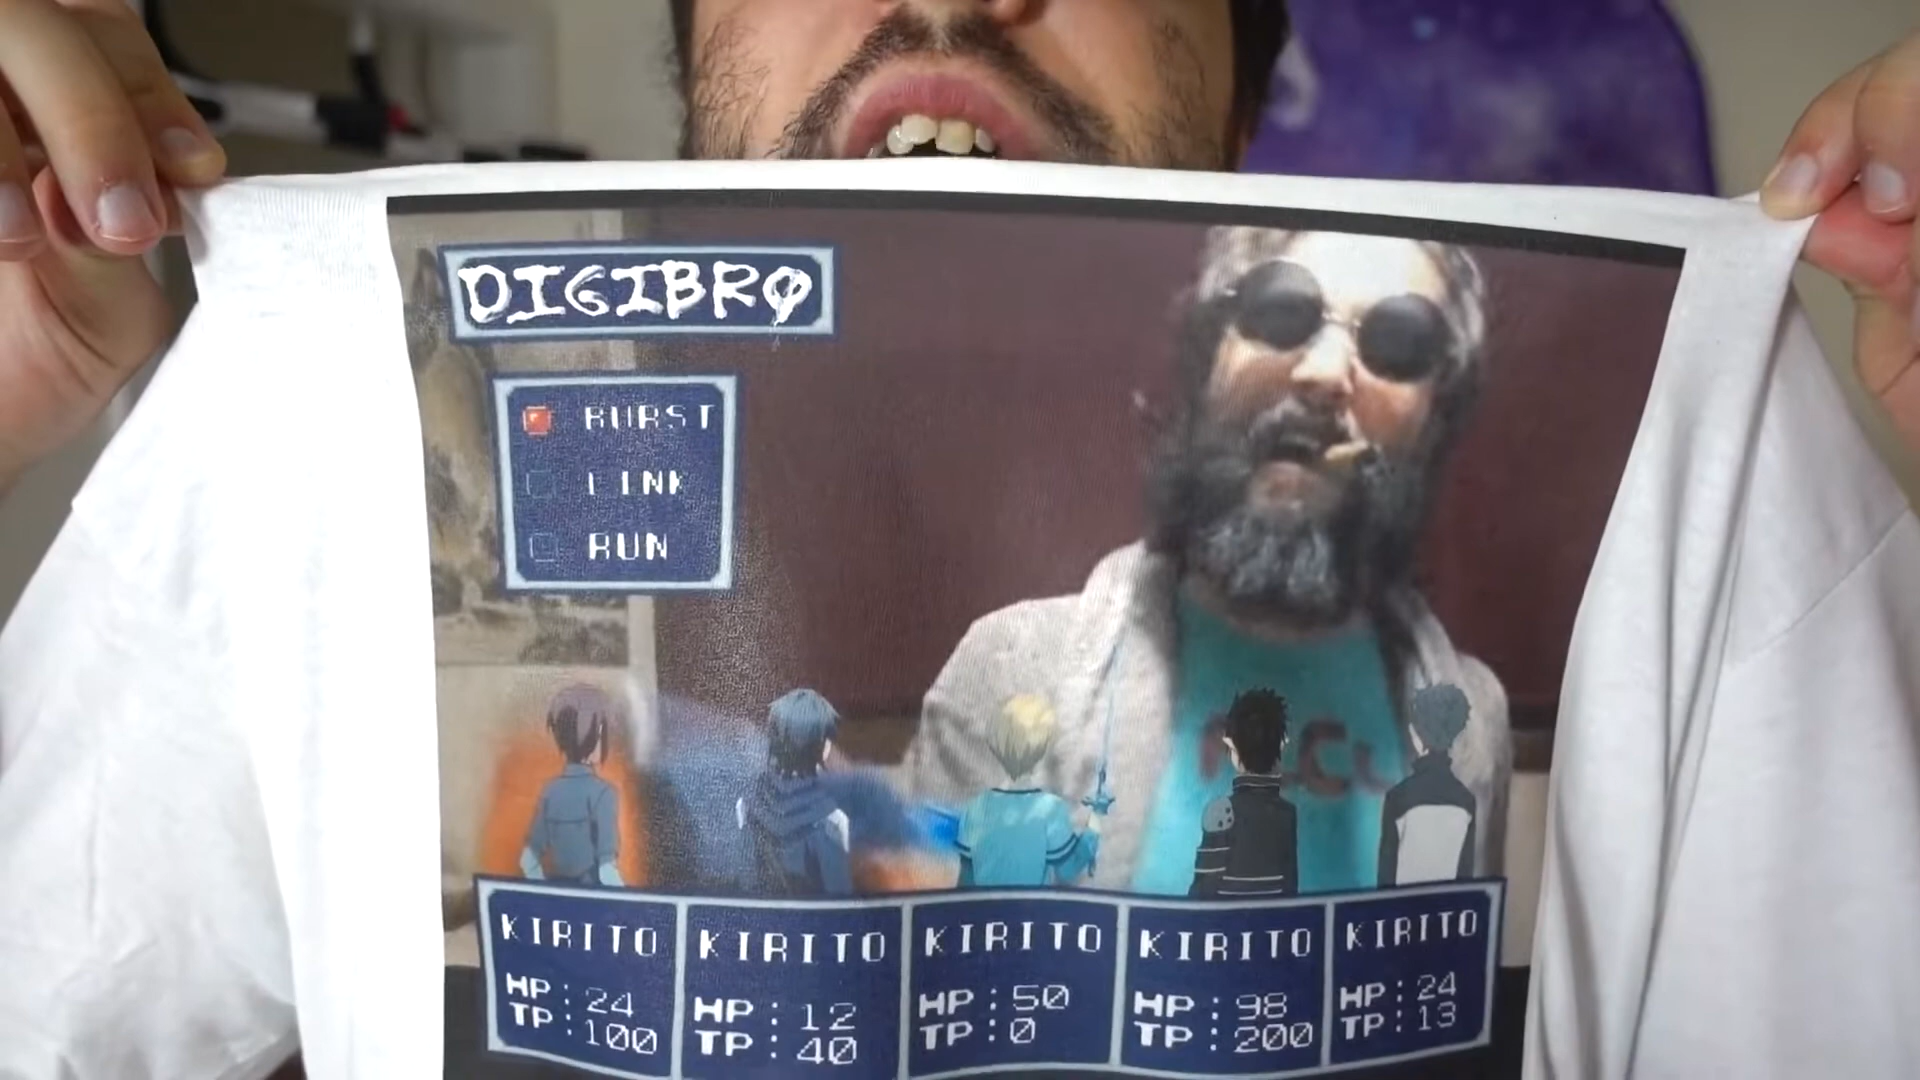 DIGIBRO
BURST
LINK
RUN
KIRITO
HP:24
TP:100
KIRITO
HP:12
TP:40
KIRITO
HP:50
TP:0
KIRITO
HP:98
TP:200
KIRITO
HP:24
TP:13